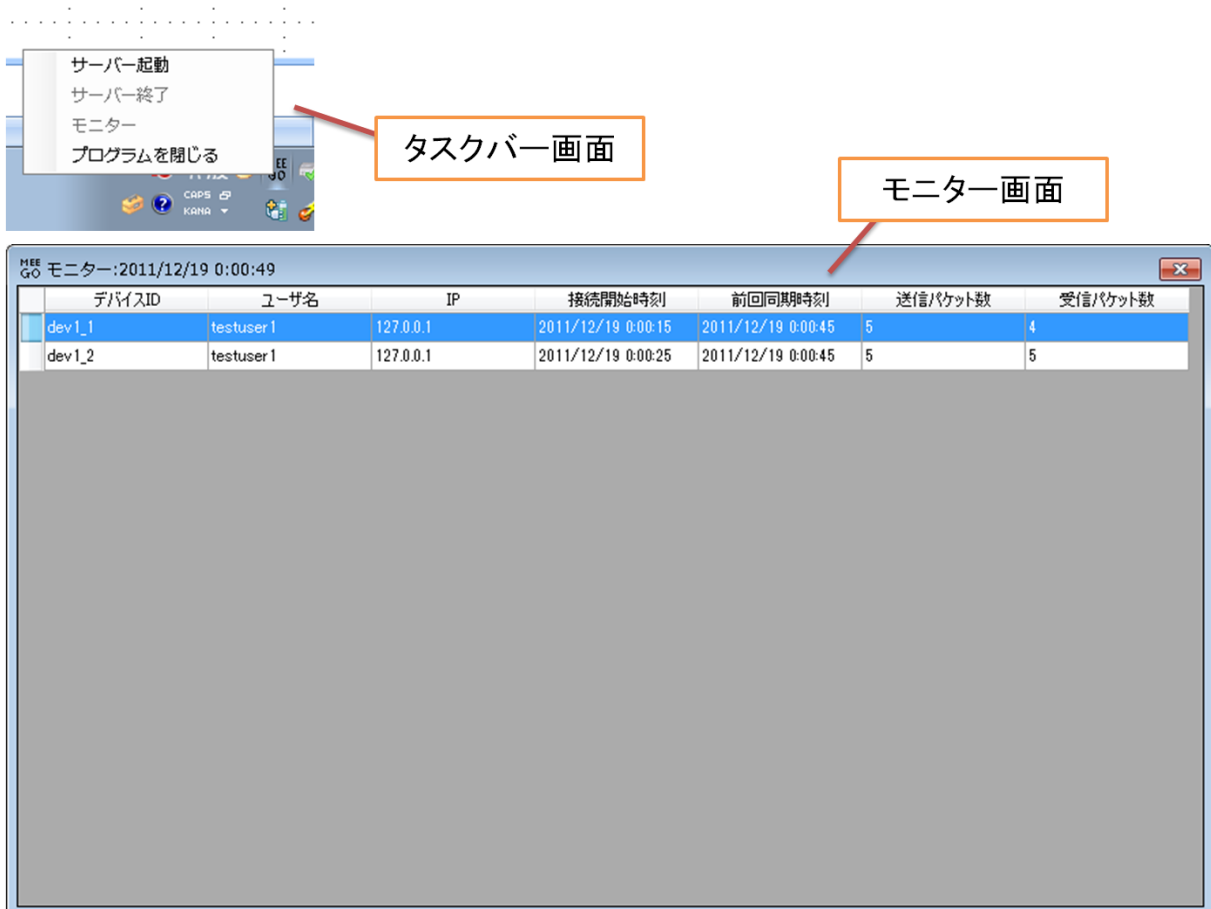 サーバー起動
サーバー終了
モニター
プログラムを閉じる
CAPS
KANA
タスクバー画面
モニター画面
MEE
GO
モニター:2011/12/19 0:00:49
デバイスID ユーザ名 IP 接続開始時刻 前回同期時刻 送信パケット数 受信パケット数
dev1_1 testuser1 127.0.0.1 2011/12/19 0:00:15 2011/12/19 0:00:45 5 4
dev1_2 testuser1 127.0.0.1 2011/12/19 0:00:25 2011/12/19 0:00:45 5 5